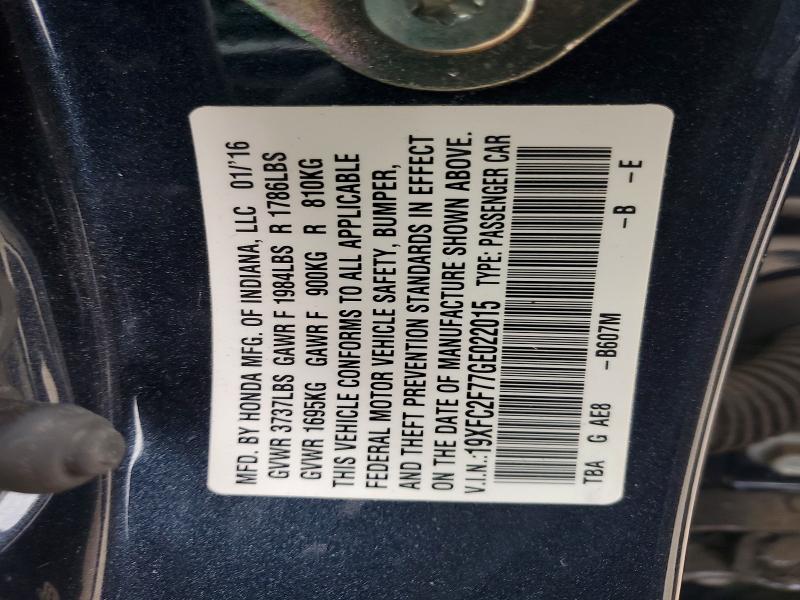 MFD. BY HONDA MFG. OF INDIANA, LLC 01/'16
GVWR 3737LBS GAWR F 1984LBS R 1786LBS
GVWR 1695KG GAWR F 900KG R 810KG
THIS VEHICLE CONFORMS TO ALL APPLICABLE
FEDERAL MOTOR VEHICLE SAFETY, BUMPER,
AND THEFT PREVENTION STANDARDS IN EFFECT
ON THE DATE OF MANUFACTURE SHOWN ABOVE.
V.I.N.:19XFC2F77GE022015 TYPE: PASSENGER CAR
TBA G AE8 -B607M -B -E